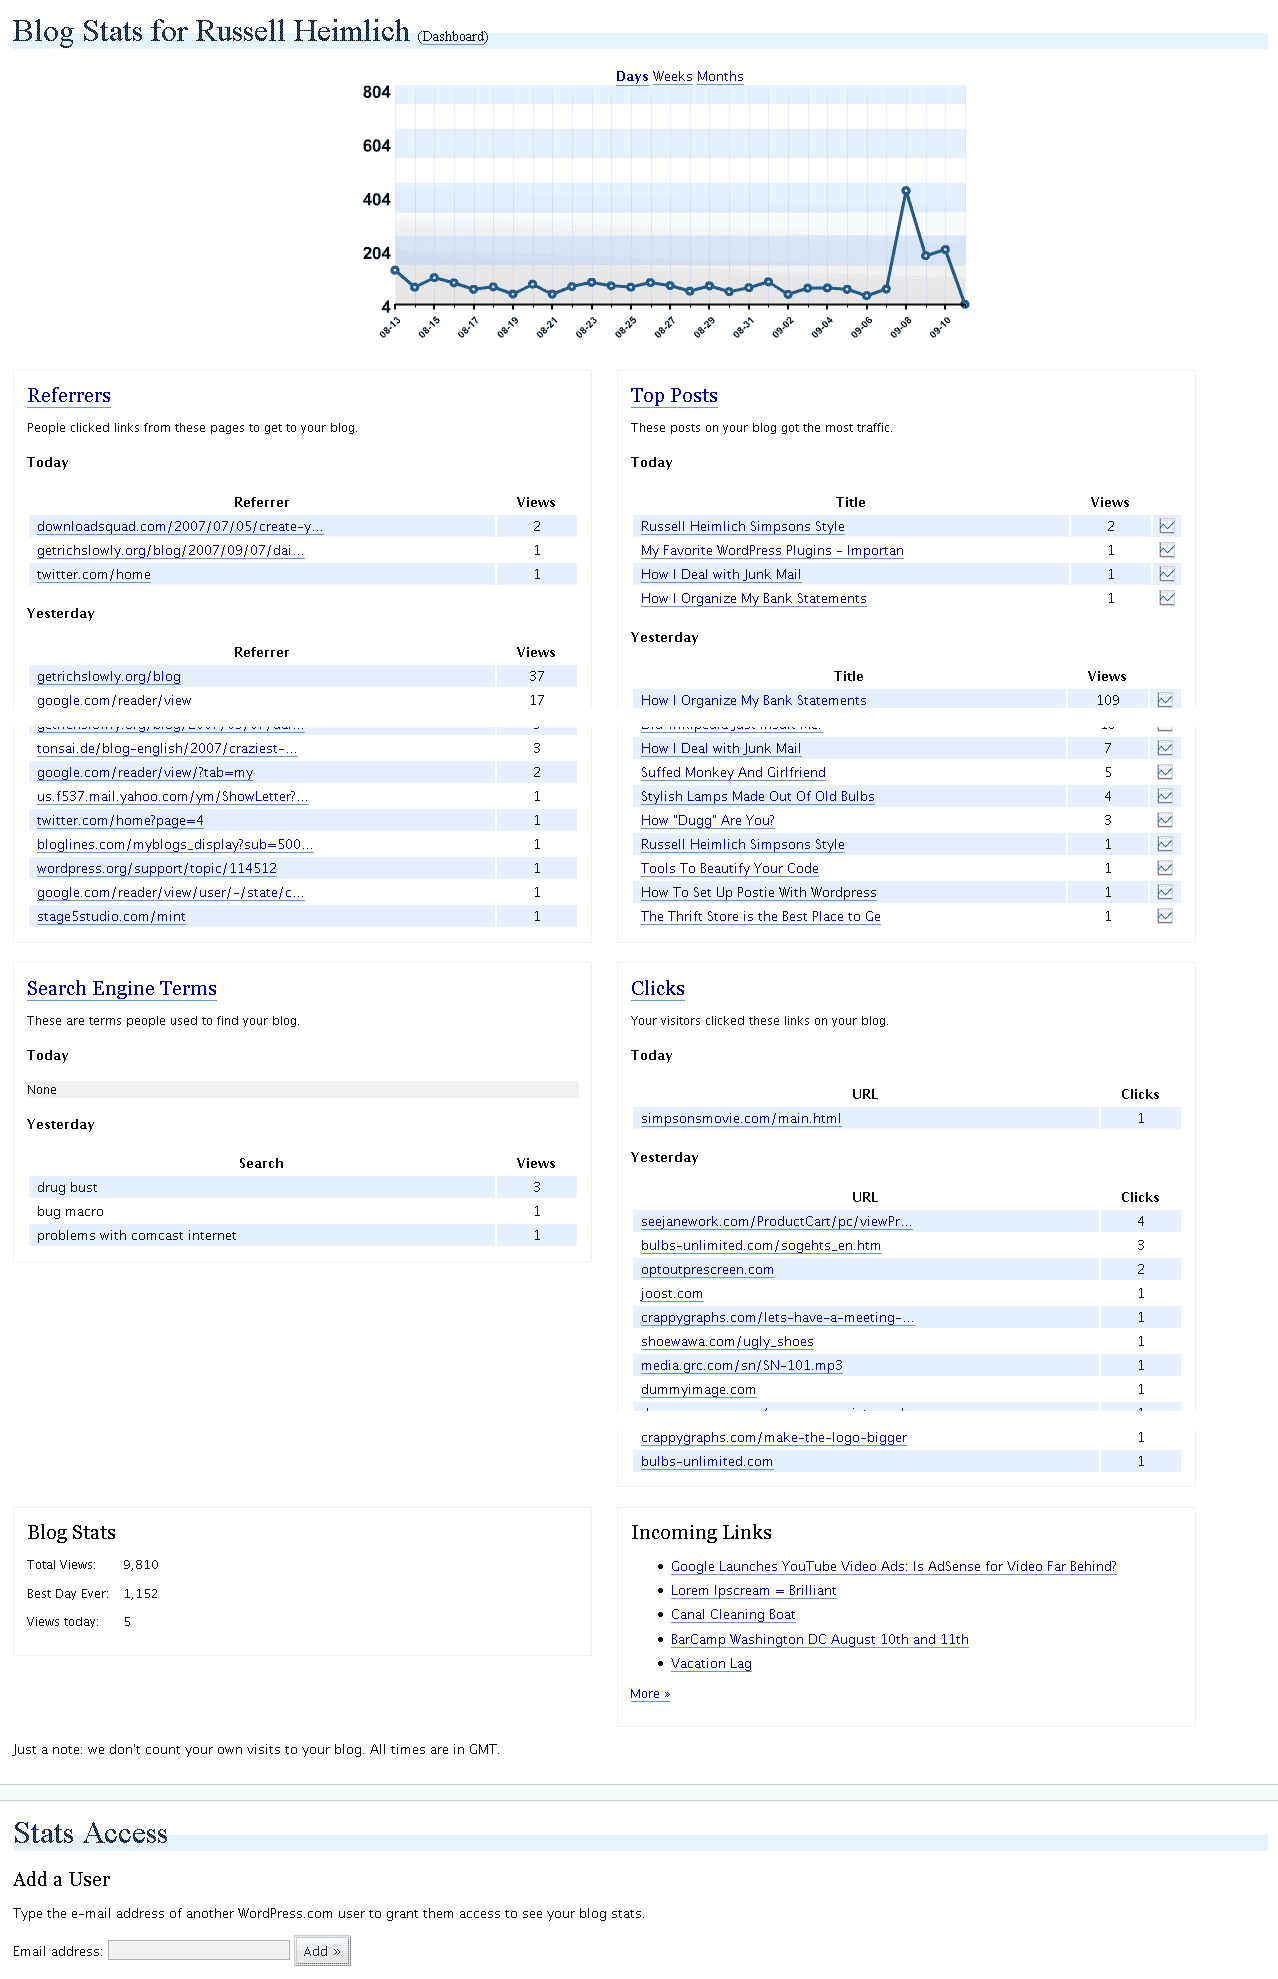 Blog Stats for Russell Heimlich (Dashboard)
Days Weeks Months
804
604
404
204
4
08-13 08-15 08-17 08-19 08-21 08-23 08-25 08-27 08-29 08-31 09-02 09-04 09-06 09-08 09-10
Referrers
People clicked links from these pages to get to your blog.
Today
Referrer Views
downloadsquad.com/2007/07/05/create-y... 2
getrichslowly.org/blog/2007/09/07/dai... 1
twitter.com/home 1
Yesterday
Referrer Views
getrichslowly.org/blog 37
google.com/reader/view 17
getrichslowly.org/blog/2007/09/07/dai...
tonsai.de/blog-english/2007/craziest-... 3
google.com/reader/view/?tab=my 2
us.f537.mail.yahoo.com/ym/ShowLetter?... 1
twitter.com/home?page=4 1
bloglines.com/myblogs_display?sub=500... 1
wordpress.org/support/topic/114512 1
google.com/reader/view/user/-/state/c... 1
stage5studio.com/mint 1
Top Posts
These posts on your blog got the most traffic.
Today
Title Views
Russell Heimlich Simpsons Style 2
My Favorite WordPress Plugins - Importan 1
How I Deal with Junk Mail 1
How I Organize My Bank Statements 1
Yesterday
Title Views
How I Organize My Bank Statements 109
Just Insult Me!
How I Deal with Junk Mail 7
Suffed Monkey And Girlfriend 5
Stylish Lamps Made Out Of Old Bulbs 4
How "Dugg" Are You? 3
Russell Heimlich Simpsons Style 1
Tools To Beautify Your Code 1
How To Set Up Postie With Wordpress 1
The Thrift Store is the Best Place to Ge 1
Search Engine Terms
These are terms people used to find your blog.
Today
None
Yesterday
Search Views
drug bust 3
bug macro 1
problems with comcast internet 1
Clicks
Your visitors clicked these links on your blog.
Today
URL Clicks
simpsonsmovie.com/main.html 1
Yesterday
URL Clicks
seejanework.com/ProductCart/pc/viewPr... 4
bulbs-unlimited.com/sogehts_en.htm 3
optoutprescreen.com 2
joost.com 1
crappygraphs.com/lets-have-a-meeting-... 1
shoewawa.com/ugly_shoes 1
media.grc.com/sn/SN-101.mp3 1
dummyimage.com 1
crappygraphs.com/make-the-logo-bigger 1
bulbs-unlimited.com 1
Blog Stats
Total Views: 9,810
Best Day Ever: 1,152
Views today: 5
Incoming Links
• Google Launches YouTube Video Ads: Is AdSense for Video Far Behind?
• Lorem Ipscream = Brilliant
• Canal Cleaning Boat
• BarCamp Washington DC August 10th and 11th
• Vacation Lag
More »
Just a note: we don't count your own visits to your blog. All times are in GMT.
Stats Access
Add a User
Type the e-mail address of another WordPress.com user to grant them access to see your blog stats.
Email address: Add »